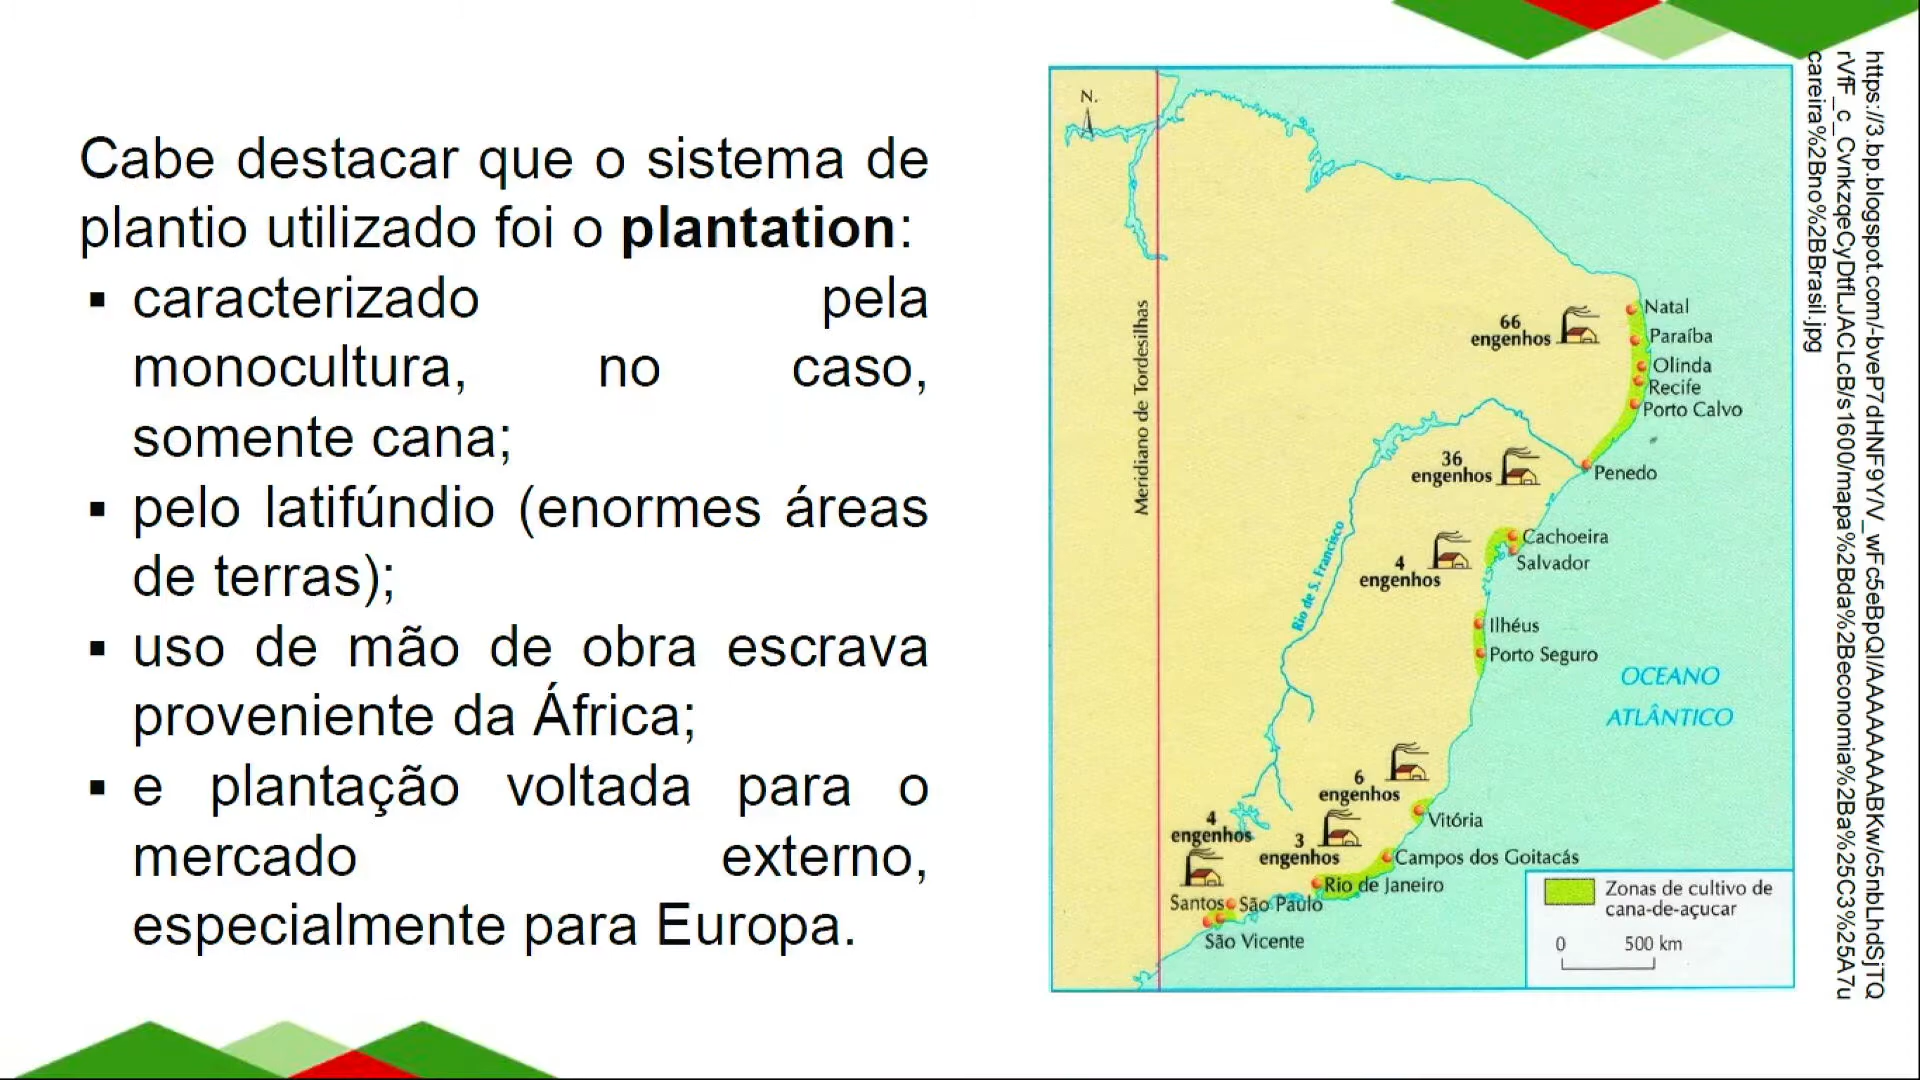 Cabe destacar que o sistema de
plantio utilizado foi o plantation:
▪ caracterizado pela
monocultura, no caso,
somente cana;
▪ pelo latifúndio (enormes áreas
de terras);
▪ uso de mão de obra escrava
proveniente da África;
▪ e plantação voltada para o
mercado externo,
especialmente para Europa.
N.
Meridiano de Tordesilhas
66
engenhos
Natal
Paraíba
Olinda
Recife
Porto Calvo
36
engenhos
Penedo
Rio de S. Francisco
4
engenhos
Cachoeira
Salvador
Ilhéus
Porto Seguro
OCEANO
ATLÂNTICO
6
engenhos
Vitória
4
engenhos
3
engenhos
Campos dos Goitacás
Rio de Janeiro
Santos
São Paulo
São Vicente
Zonas de cultivo de
cana-de-açucar
0 500 km
https://3.bp.blogspot.com/-bveP7dHNF9Y/V_wFc5eBpQI/AAAAAAAABKw/c5nbLhdSjTQ
rVfF_c_CvnkzqeCyDtfLJACLcB/s1600/mapa%2Bda%2Beconomia%2Ba%25C3%25A7u
careira%2Bno%2BBrasil.jpg